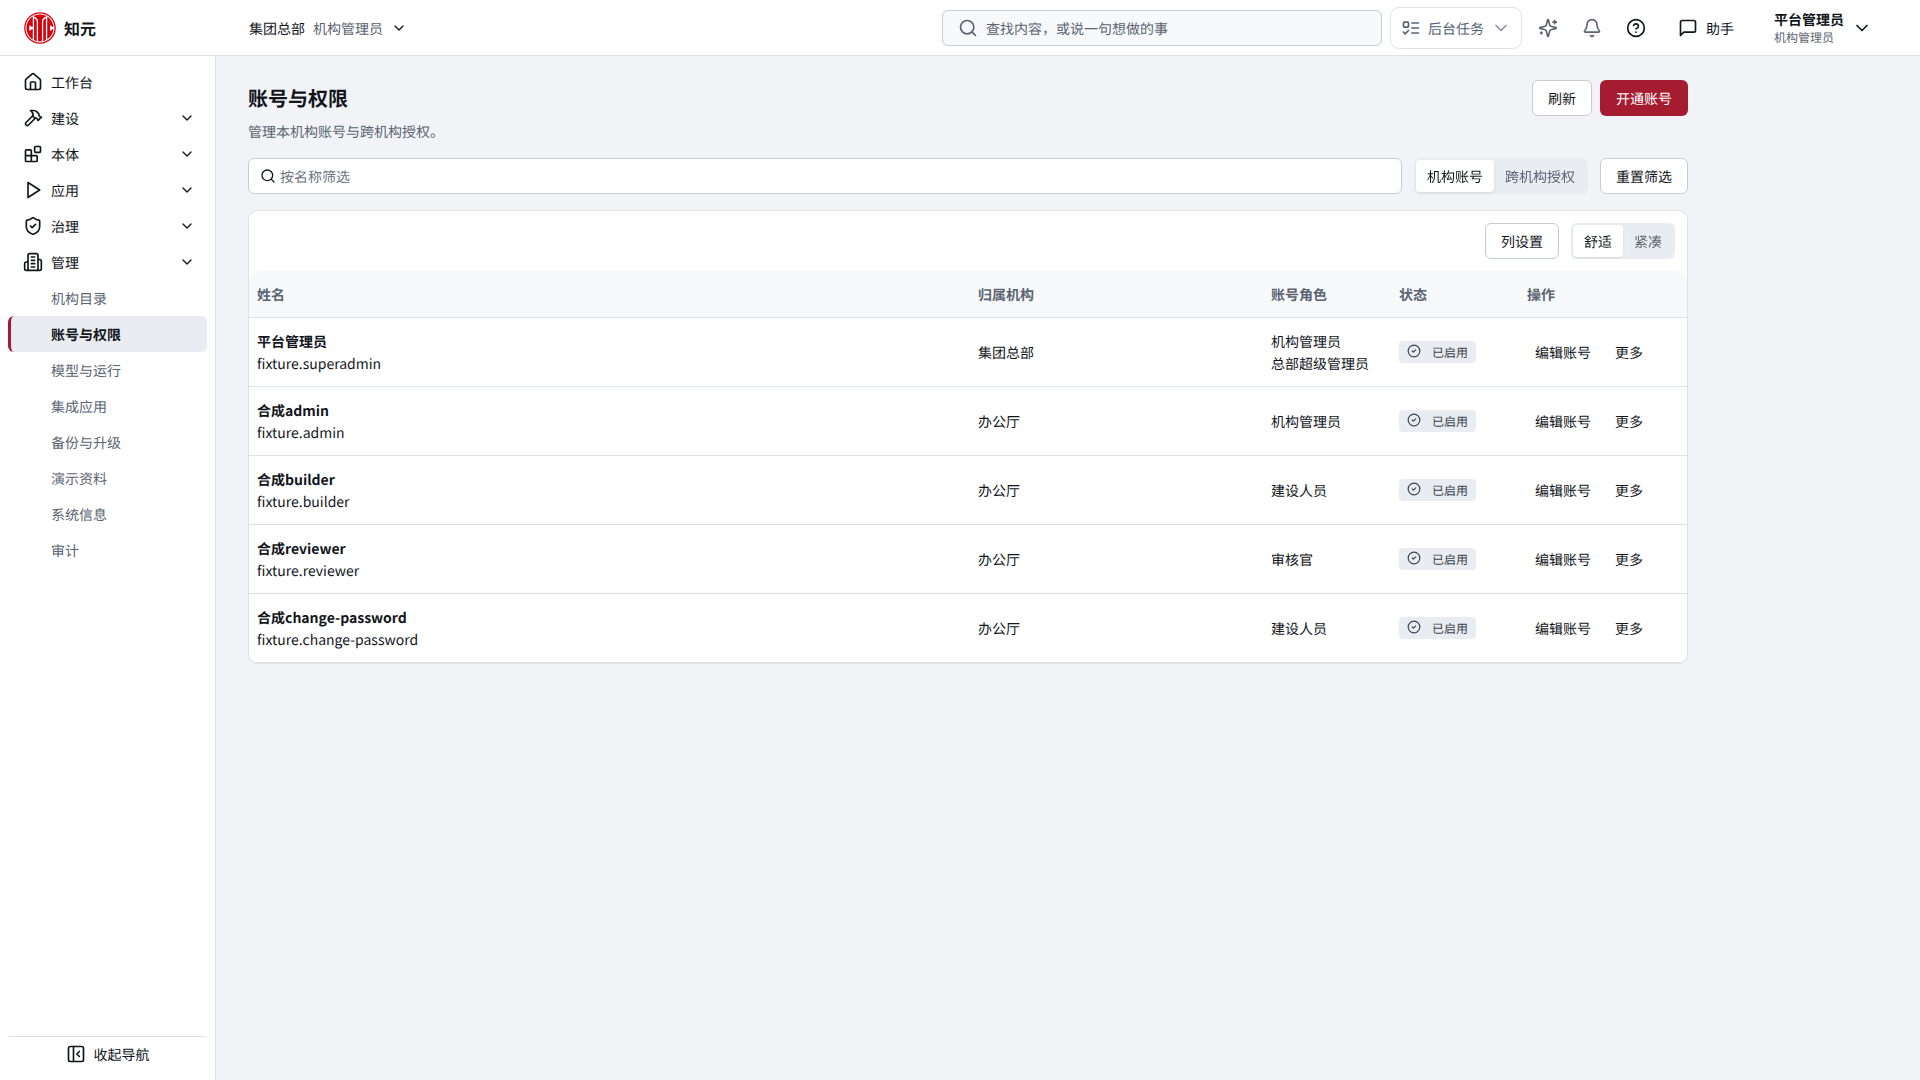 知元
集团总部 机构管理员
查找内容，或说一句想做的事
后台任务
助手
平台管理员
机构管理员
工作台
建设
本体
应用
治理
管理
机构目录
账号与权限
模型与运行
集成应用
备份与升级
演示资料
系统信息
审计
收起导航
账号与权限
管理本机构账号与跨机构授权。
刷新
开通账号
按名称筛选
机构账号 跨机构授权
重置筛选
列设置
舒适 紧凑
姓名 归属机构 账号角色 状态 操作
平台管理员
fixture.superadmin
集团总部
机构管理员
总部超级管理员
已启用
编辑账号 更多
合成admin
fixture.admin
办公厅
机构管理员
已启用
编辑账号 更多
合成builder
fixture.builder
办公厅
建设人员
已启用
编辑账号 更多
合成reviewer
fixture.reviewer
办公厅
审核官
已启用
编辑账号 更多
合成change-password
fixture.change-password
办公厅
建设人员
已启用
编辑账号 更多